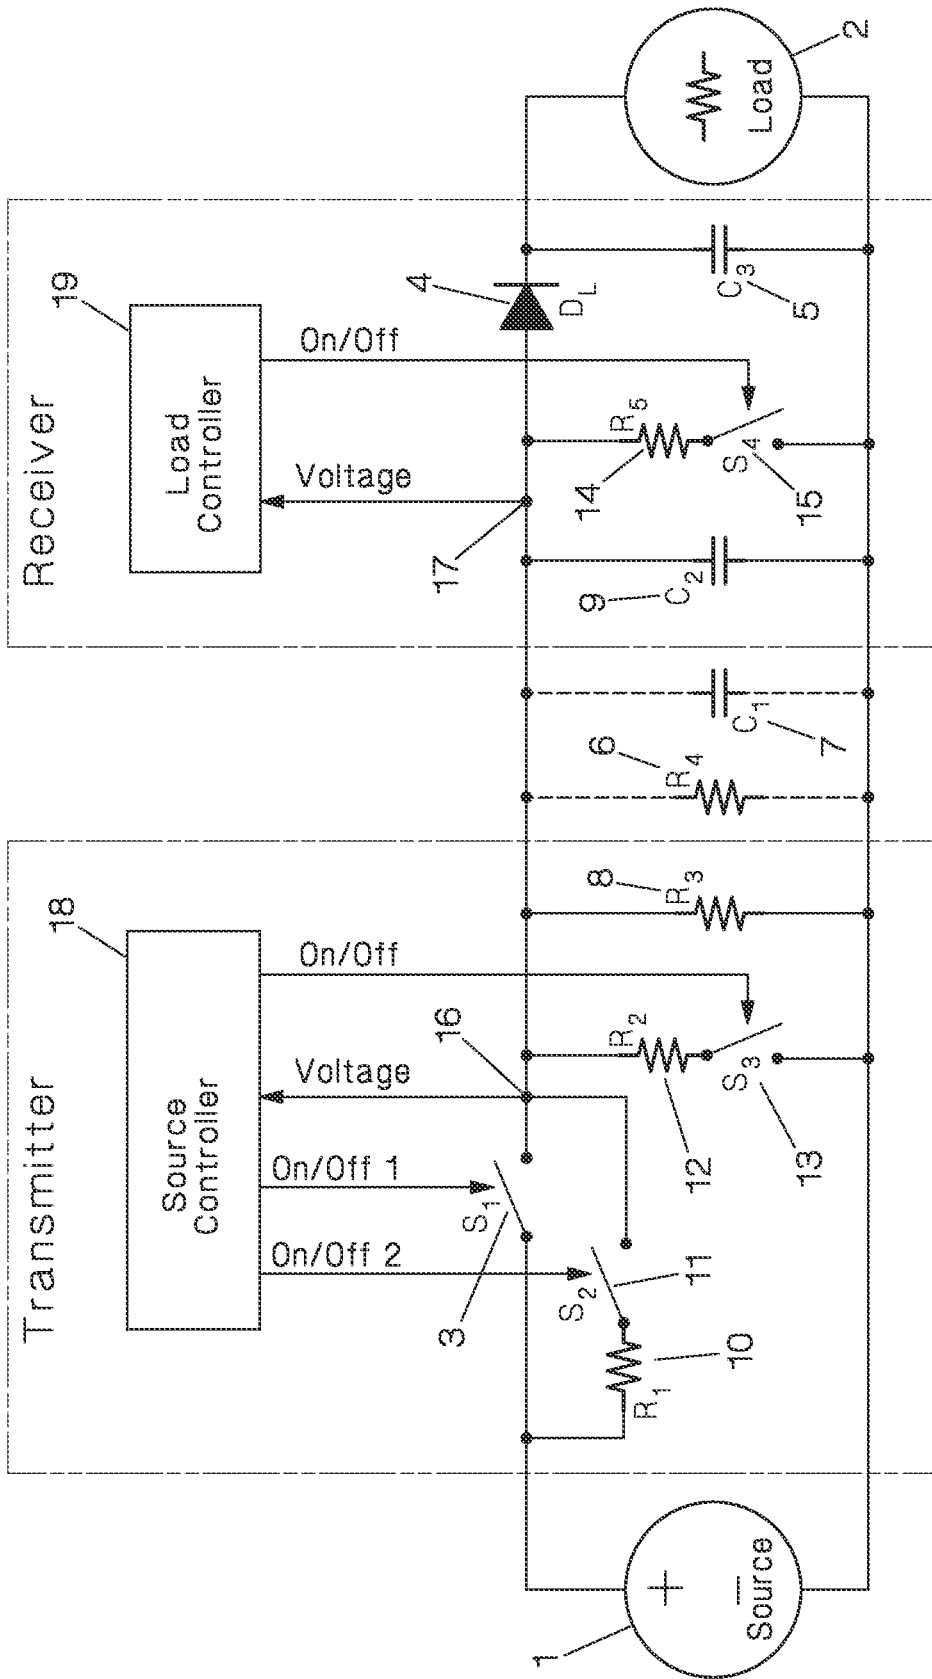 Transmitter
Receiver
18
19
Source
Controller
Load
Controller
On/Off 2
On/Off 1
Voltage
On/Off
Voltage
On/Off
3
S1
16
17
4
DL
S2
11
R1
10
R2
12
S3
13
R3
8
R4
6
C1
7
C2
9
R5
14
S4
15
C3
5
1
+
−
Source
Load
2